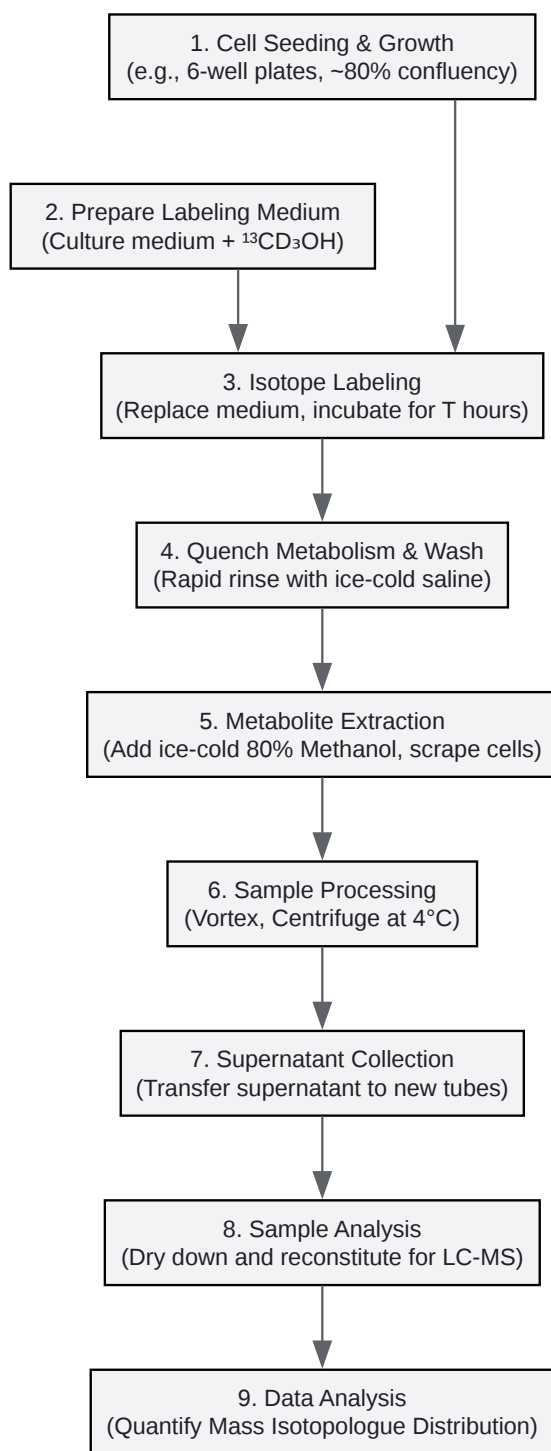 1. Cell Seeding & Growth
(e.g., 6-well plates, ~80% confluency)
2. Prepare Labeling Medium
(Culture medium + ¹³CD₃OH)
3. Isotope Labeling
(Replace medium, incubate for T hours)
4. Quench Metabolism & Wash
(Rapid rinse with ice-cold saline)
5. Metabolite Extraction
(Add ice-cold 80% Methanol, scrape cells)
6. Sample Processing
(Vortex, Centrifuge at 4°C)
7. Supernatant Collection
(Transfer supernatant to new tubes)
8. Sample Analysis
(Dry down and reconstitute for LC-MS)
9. Data Analysis
(Quantify Mass Isotopologue Distribution)